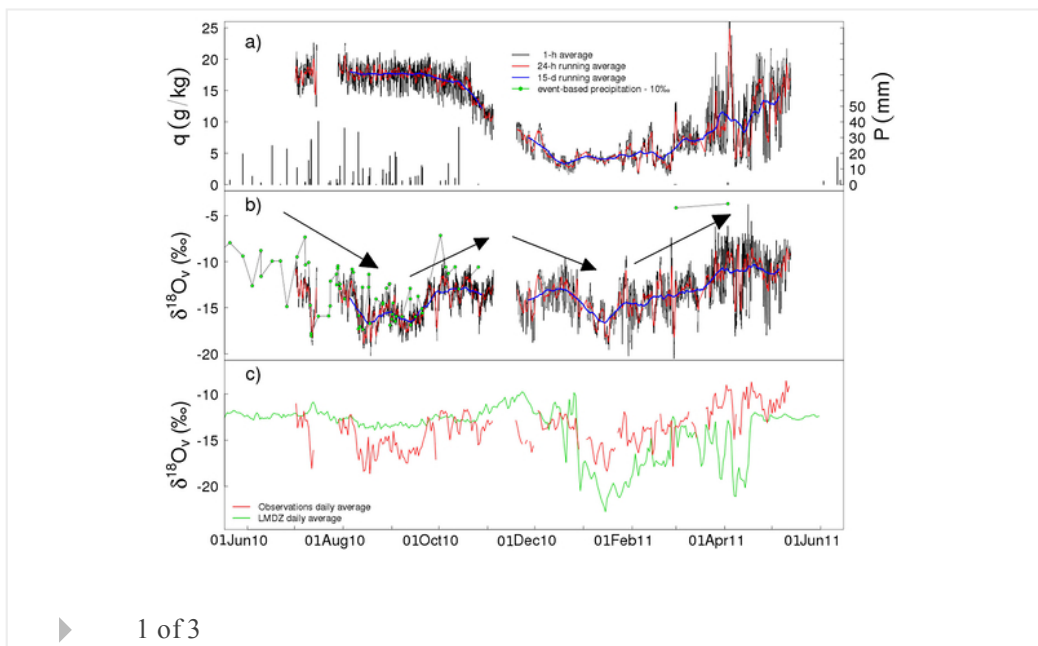 a)
1-h average
24-h running average
15-d running average
event-based precipitation - 10‰
25
20
15
10
5
0
q (g/kg)
50
40
30
20
10
0
P (mm)
b)
-5
-10
-15
-20
δ¹⁸Oᵥ (‰)
c)
-10
-15
-20
δ¹⁸Oᵥ (‰)
Observations daily average
LMDZ daily average
01Jun10 01Aug10 01Oct10 01Dec10 01Feb11 01Apr11 01Jun11
1 of 3